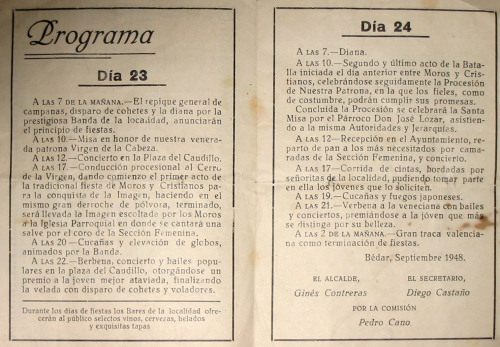 Programa
Día 23
A LAS 7 DE LA MAÑANA.—El repique general de
campanas, disparo de cohetes y la diana por la
prestigiosa Banda de la localidad, anunciarán
el principio de fiestas.
A LAS 10.—Misa en honor de nuestra venera-
da patrona Virgen de la Cabeza.
A LAS 12.—Concierto en la Plaza del Caudillo.
A LAS 17.—Conducción procesional al Cerro
de la Virgen, dando comienzo el primer acto de
la tradicional fiesta de Moros y Cristianos para
para la conquista de la Imagen, haciendo en el
mismo gran derroche de pólvora, terminado,
será llevada la Imagen escoltada por los Moros
a la Iglesia Parroquial en donde se cantará una
salve por el coro de la Sección Femenina.
A LAS 20—Cucañas y elevación de globos,
animados por la Banda.
A LAS 22.—Berbena, concierto y bailes popu-
lares en la plaza del Caudillo, otorgándose un
premio a la joven mejor ataviada, finalizando
la velada con disparo de cohetes y voladores.
Durante los días de fiestas los Bares de la localidad ofre-
cerán al público selectos vinos, cervezas, helados
y exquisitas tapas
Día 24
A LAS 7.—Diana.
A LAS 10.—Segundo y último acto de la Bata-
lla iniciada el día anterior entre Moros y Cris-
tianos, celebrándose seguidamente la Procesión
de Nuestra Patrona, en la que los fieles, como
de costumbre, podrán cumplir sus promesas.
Concluida la Procesión se celebrará la Santa
Misa por el Párroco Don José Lozar, asistien-
do a la misma Autoridades y Jerarquías.
A LAS 12—Recepción en el Ayuntamiento, re-
parto de pan a los más necesitados por cama-
radas de la Sección Femenina, y concierto.
A LAS 17—Corrida de cintas, bordadas por
señoritas de la localidad, pudiendo tomar parte
en ella los jóvenes que lo soliciten.
A LAS 19.—Cucañas y fuegos japoneses.
A LAS 21.—Verbena a la veneciana con bailes
y conciertos, premiándose a la joven que más
se distinga por su belleza.
A LAS 2 DE LA MAÑANA.—Gran traca valencia-
na como terminación de fiestas.
Bédar, Septiembre 1948.
EL ALCALDE,
Ginés Contreras
EL SECRETARIO,
Diego Castaño
POR LA COMISIÓN
Pedro Cano